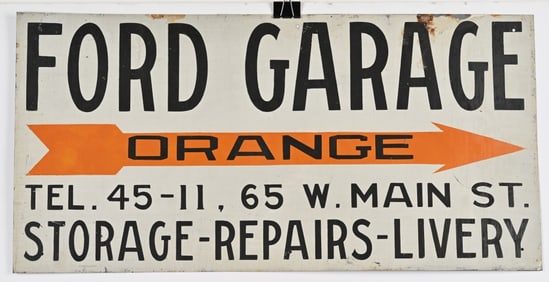 FORD GARAGE
ORANGE
TEL. 45-11, 65 W. MAIN ST.
STORAGE-REPAIRS-LIVERY